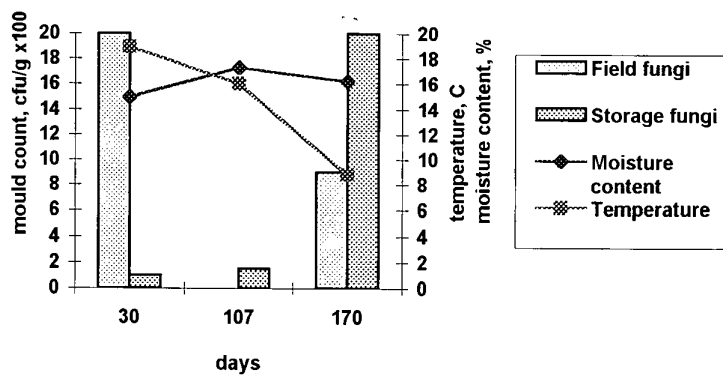 mould count, cfu/g x100
20
18
16
14
12
10
8
6
4
2
0
20
18
16
14
12
10
8
6
4
2
0
temperature, C
moisture content, %
30 107 170
days
Field fungi
Storage fungi
Moisture
content
Temperature